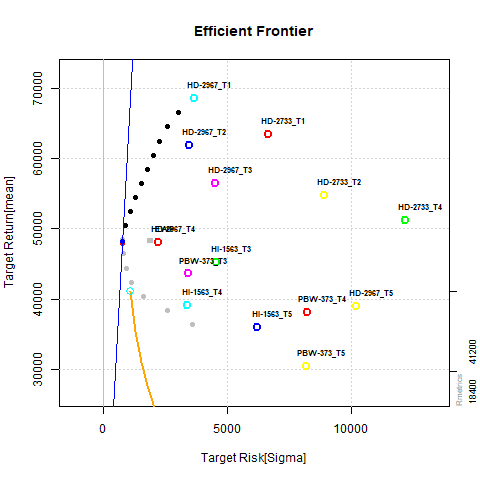 Efficient Frontier
HD-2967_T1
HD-2733_T1
HD-2967_T2
HD-2967_T3
HD-2733_T2
HD-2733_T4
HD-2967_T4
HI-1563_T3
PBW-373_T3
HI-1563_T4
PBW-373_T4
HD-2967_T5
HI-1563_T5
PBW-373_T5
70000
60000
50000
40000
30000
Target Return[mean]
0
5000
10000
Target Risk[Sigma]
Rmetrics
18400
41200